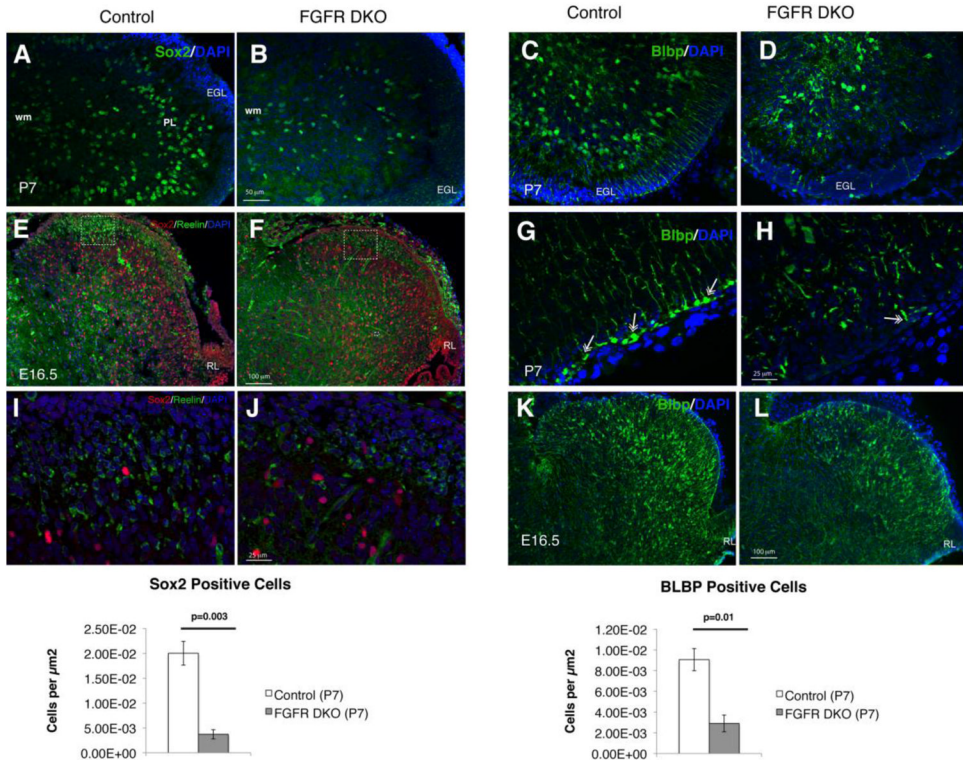 Control FGFR DKO Control FGFR DKO
A Sox2/DAPI B C Blbp/DAPI D
EGL
wm PL wm
P7 50 µm EGL P7 EGL EGL
E Sox2/Reelin/DAPI F G Blbp/DAPI H
RL RL
E16.5 100 µm P7 25 µm
I Sox2/Reelin/DAPI J K Blbp/DAPI L
RL RL
25 µm E16.5 100 µm
Sox2 Positive Cells
p=0.003
Cells per µm2
2.50E-02
2.00E-02
1.50E-02
1.00E-02
5.00E-03
0.00E+00
Control (P7)
FGFR DKO (P7)
BLBP Positive Cells
p=0.01
Cells per µm2
1.20E-02
1.00E-02
8.00E-03
6.00E-03
4.00E-03
2.00E-03
0.00E+00
Control (P7)
FGFR DKO (P7)